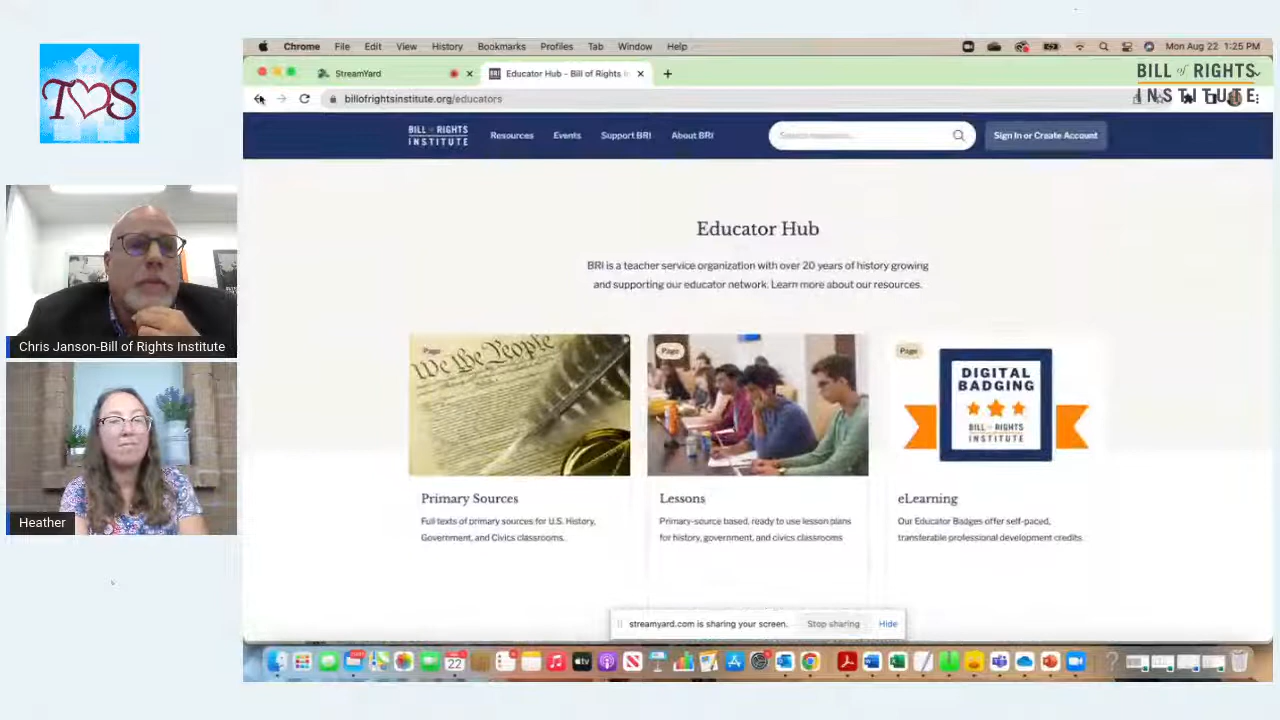 TOS
Chris Janson-Bill of Rights Institute
Heather
Chrome File Edit View History Bookmarks Profiles Tab Window Help
Mon Aug 22 1:25 PM
StreamYard
Educator Hub - Bill of Rights I
billofrightsinstitute.org/educators
BILL of RIGHTS
INSTITUTE
BILL of RIGHTS
INSTITUTE
Resources Events Support BRI About BRI
Sign In or Create Account
Educator Hub
BRI is a teacher service organization with over 20 years of history growing
and supporting our educator network. Learn more about our resources.
Page
We the People
Page
Page
DIGITAL
BADGING
BILL of RIGHTS
INSTITUTE
Primary Sources
Full texts of primary sources for U.S. History,
Government, and Civics classrooms.
Lessons
Primary-source based, ready to use lesson plans
for history, government, and civics classrooms
eLearning
Our Educator Badges offer self-paced,
transferable professional development credits.
streamyard.com is sharing your screen.
Stop sharing
Hide
22